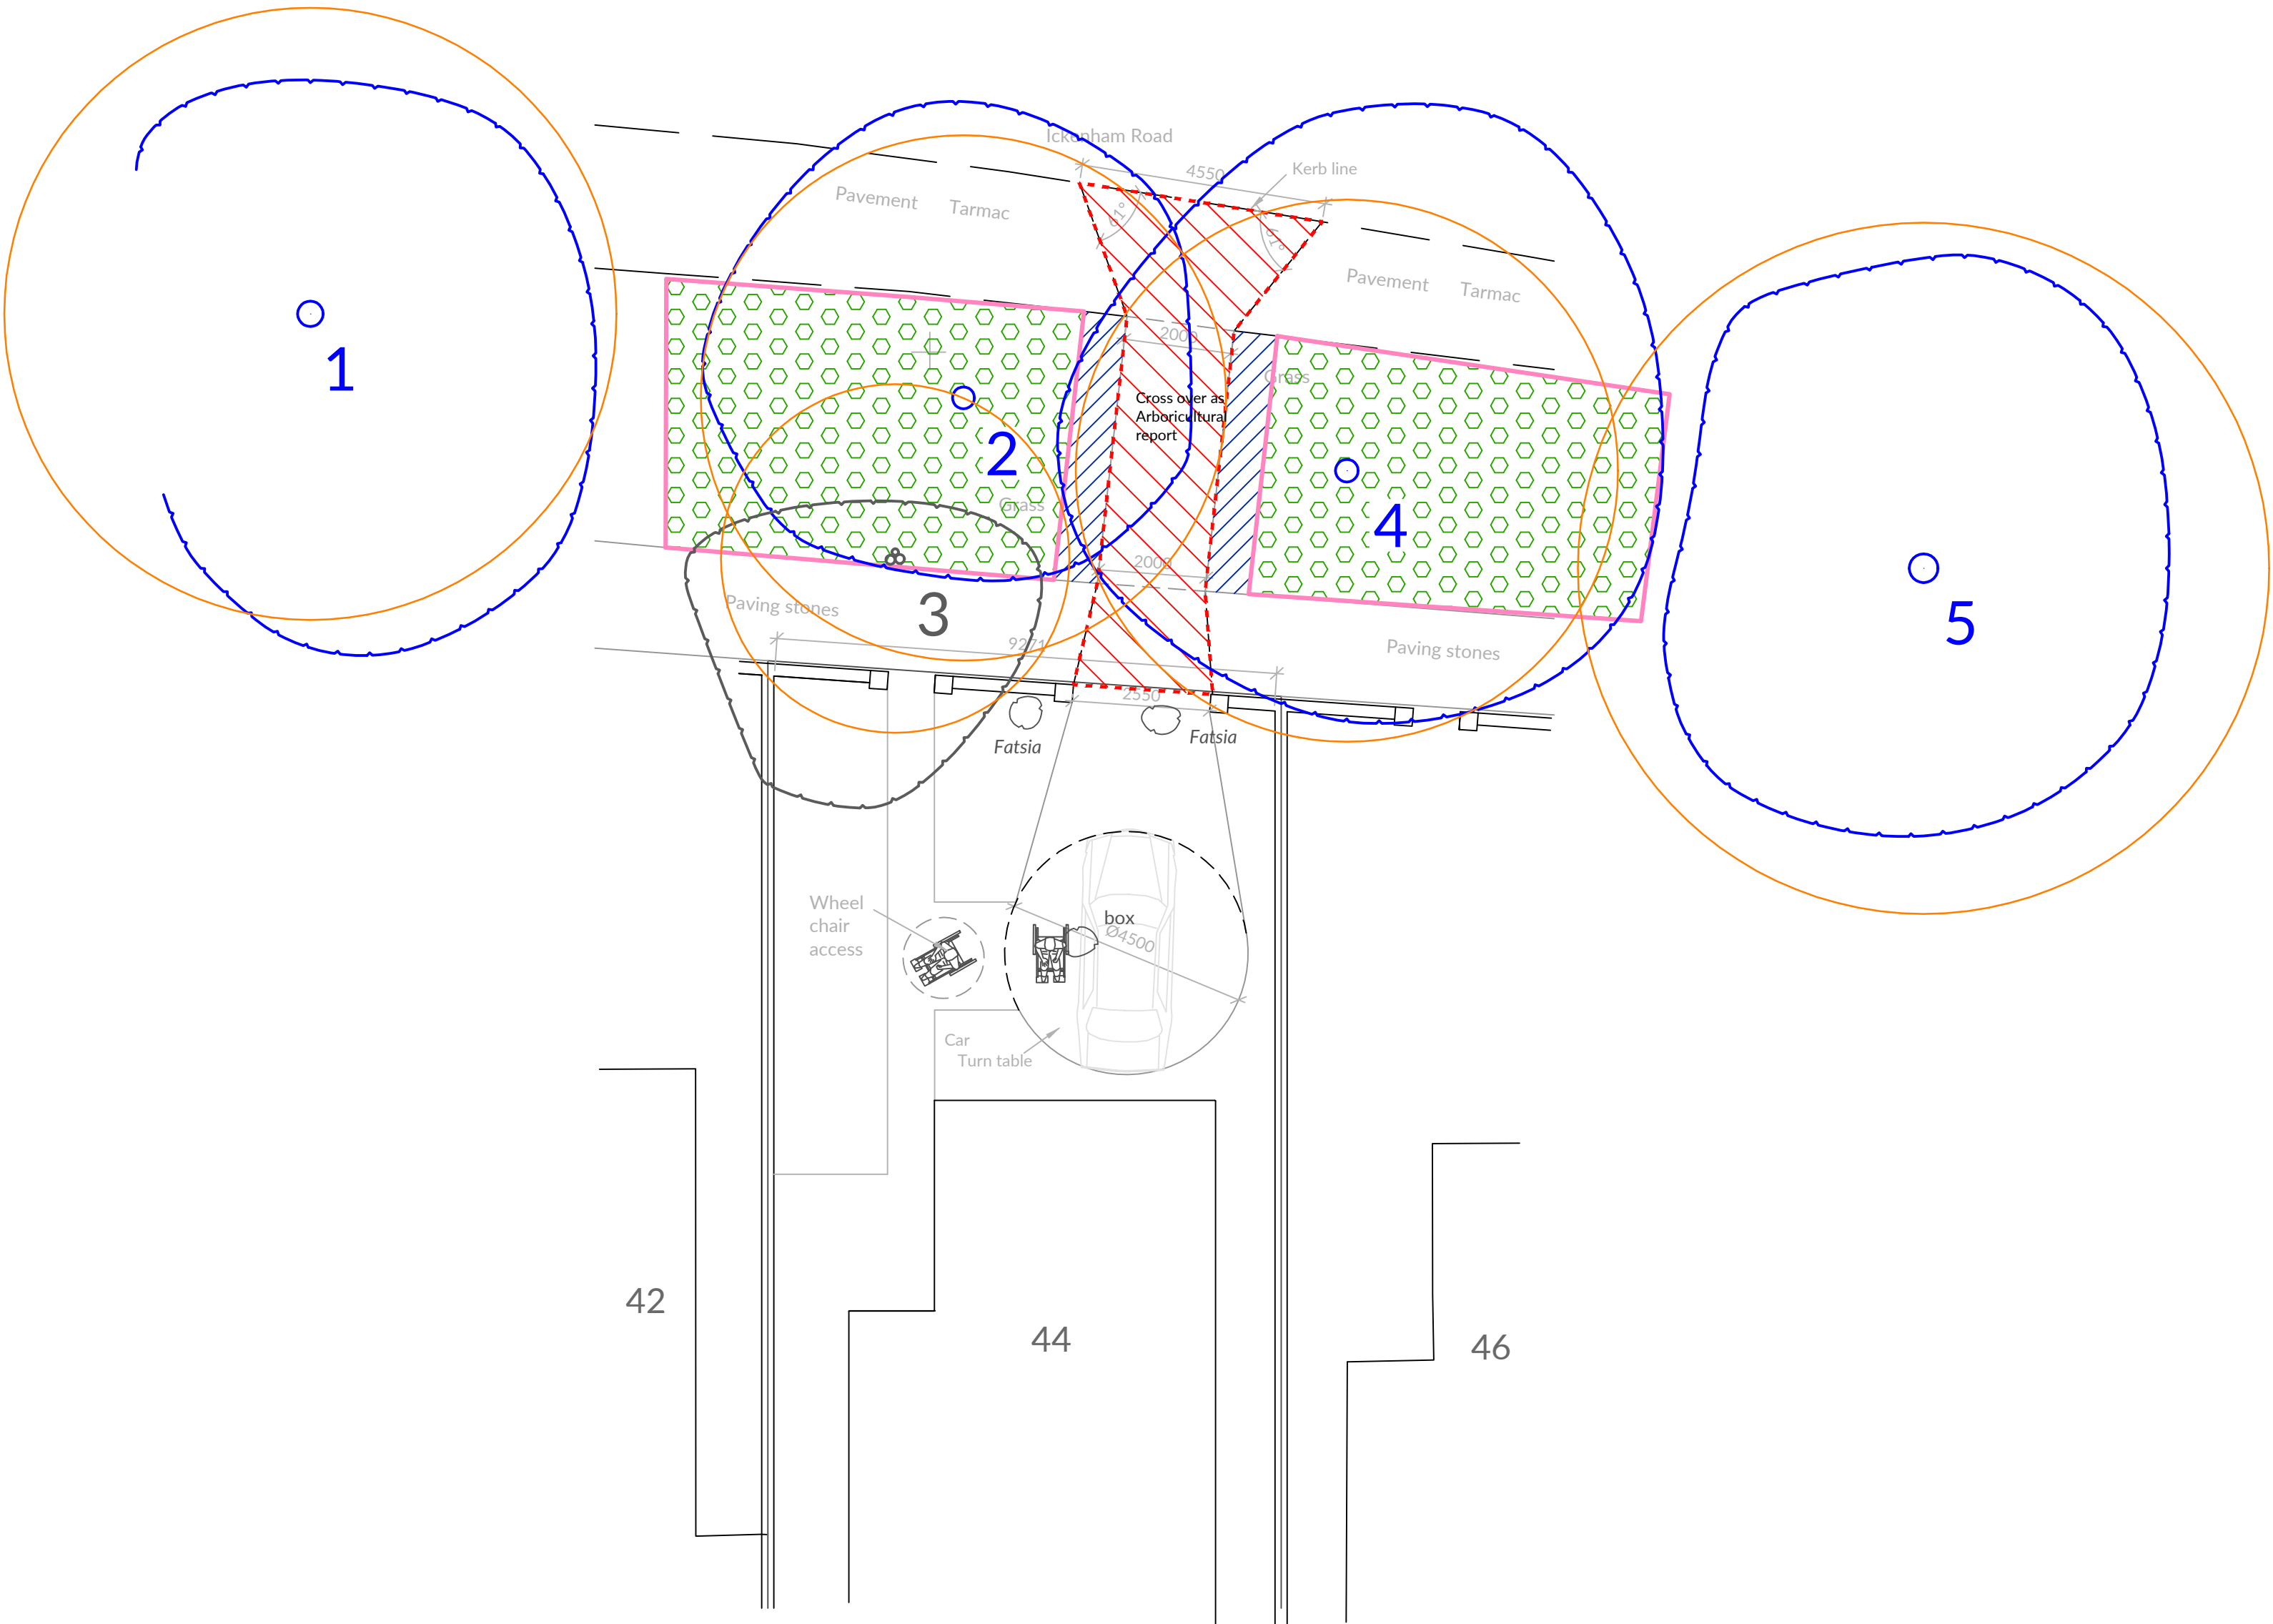 Ickenham Road
4550
Kerb line
Pavement
Tarmac
61°
61°
Pavement
Tarmac
1
2000
Grass
Cross over as
Arboricultural
report
2
Grass
4
2000
Paving stones
3
5
9271
Paving stones
2550
Fatsia
Fatsia
Wheel
chair
access
box
Ø4500
Car
Turn table
42
44
46